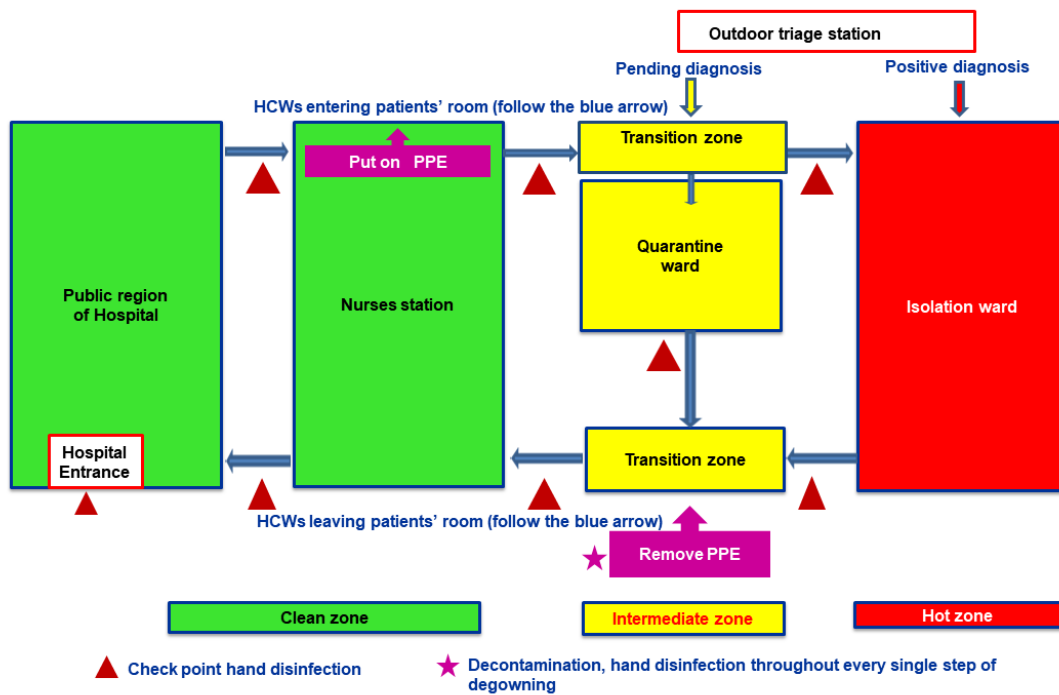 Outdoor triage station
Pending diagnosis
Positive diagnosis
HCWs entering patients' room (follow the blue arrow)
Put on PPE
Transition zone
Quarantine
ward
Public region
of Hospital
Nurses station
Isolation ward
Hospital
Entrance
Transition zone
HCWs leaving patients' room (follow the blue arrow)
Remove PPE
Clean zone
Intermediate zone
Hot zone
Check point hand disinfection
Decontamination, hand disinfection throughout every single step of
degowning